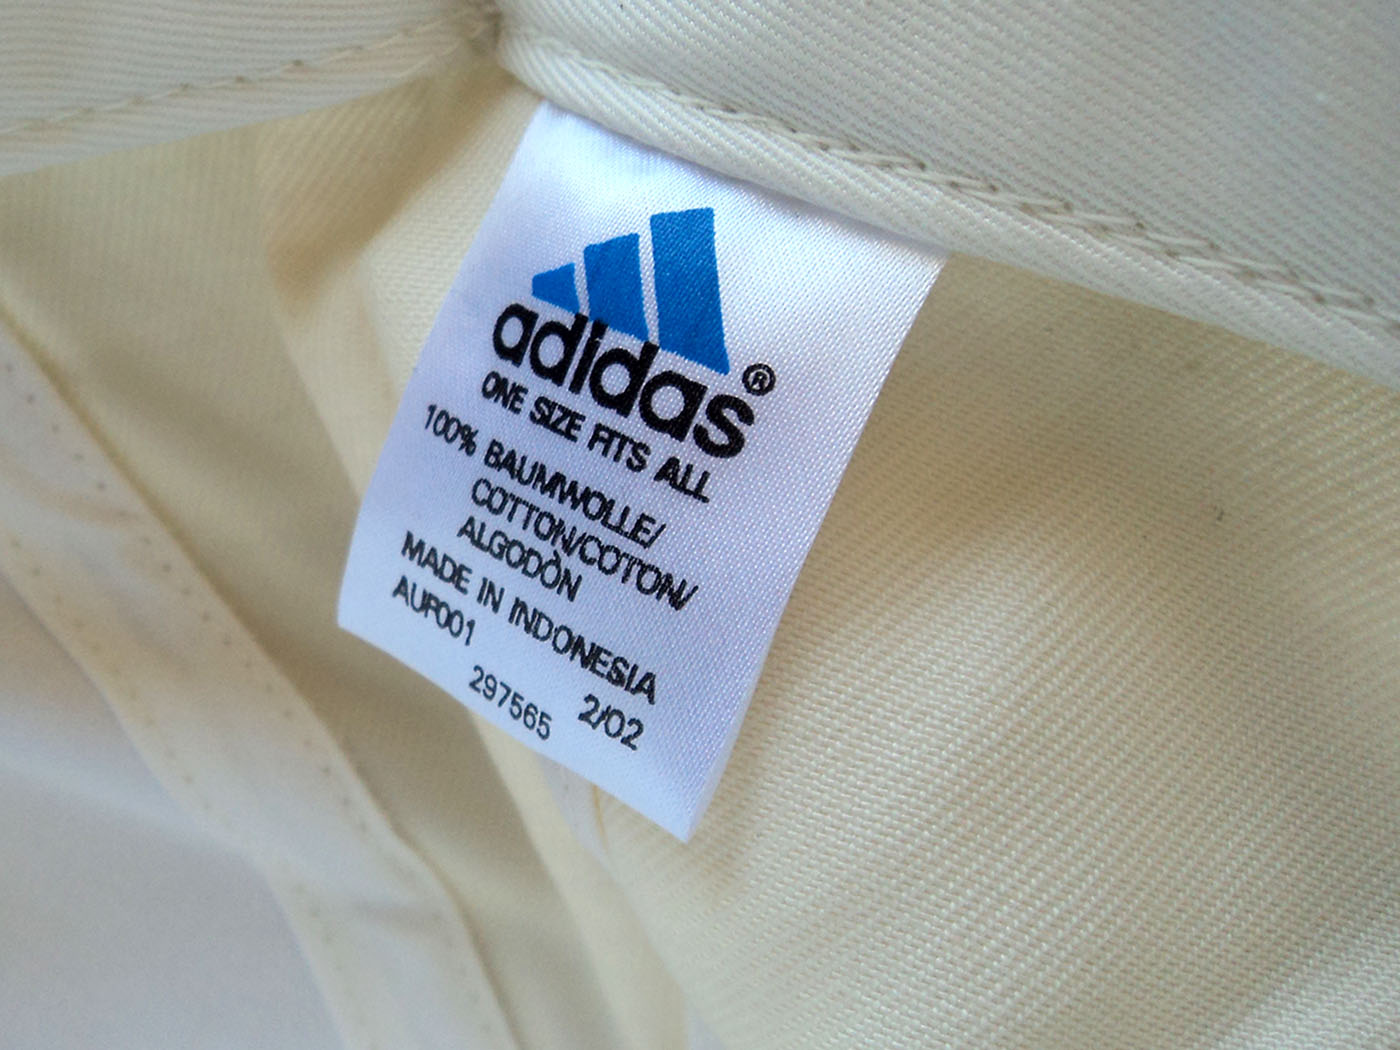 adidas®
ONE SIZE FITS ALL
100% BAUMWOLLE/
COTTON/COTON/
ALGODÒN
MADE IN INDONESIA
AUP001
297565 2/02